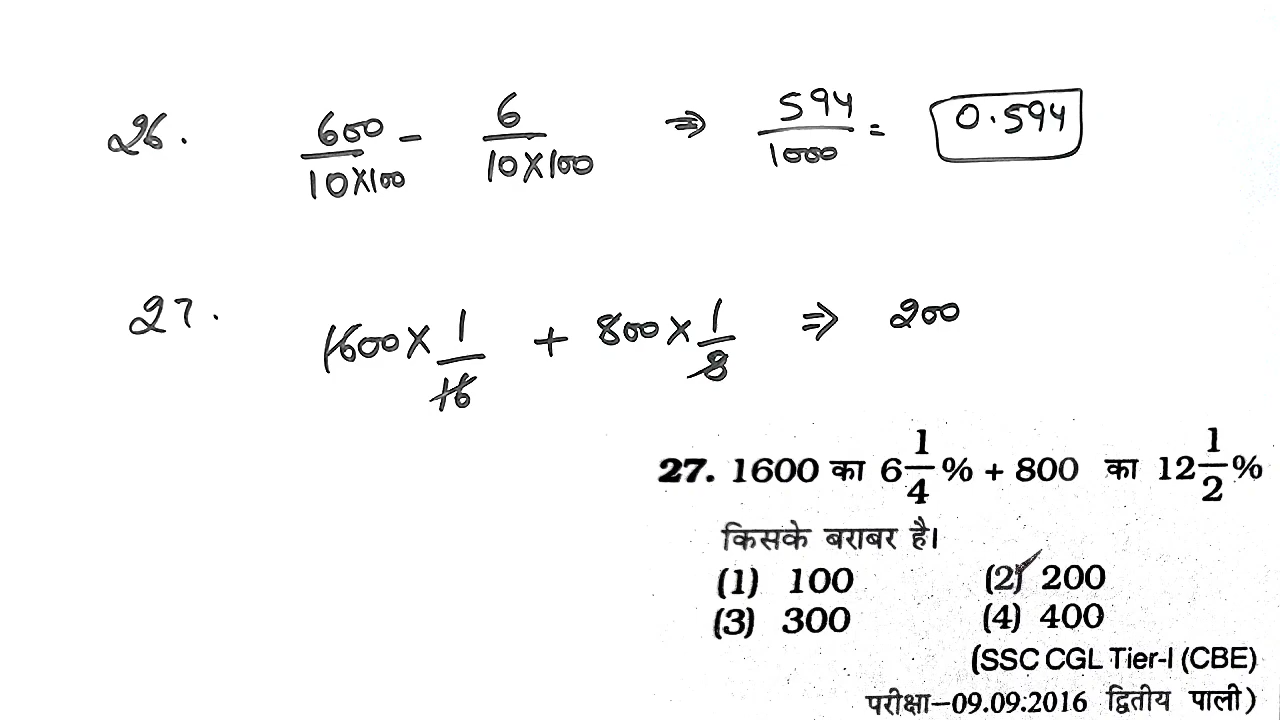 26. 600/10×100 - 6/10×100 ⇒ 594/1000 = 0.594
27. 1600 × 1/16 + 800 × 1/8 ⇒ 200
27. 1600 का 6 1/4 % + 800 का 12 1/2 %
किसके बराबर है।
(1) 100 (2) 200
(3) 300 (4) 400
(SSC CGL Tier-I (CBE)
परीक्षा–09.09.2016 द्वितीय पाली)